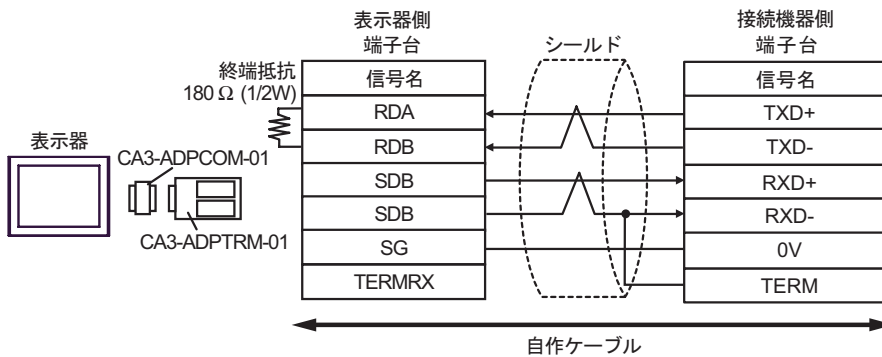 表示器側
端子台
シールド
接続機器側
端子台
終端抵抗
180 Ω (1/2W)
信号名
信号名
RDA
TXD+
RDB
TXD-
SDB
RXD+
SDB
RXD-
SG
0V
TERMRX
TERM
表示器
CA3-ADPCOM-01
CA3-ADPTRM-01
自作ケーブル